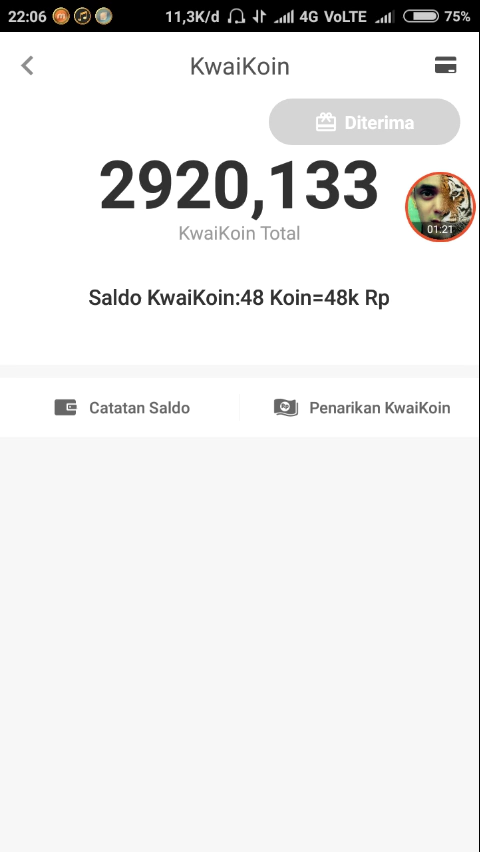 22:06 11,3K/d 4G VoLTE 75%
KwaiKoin
Diterima
2920,133
KwaiKoin Total
01:21
Saldo KwaiKoin:48 Koin=48k Rp
Catatan Saldo
Penarikan KwaiKoin